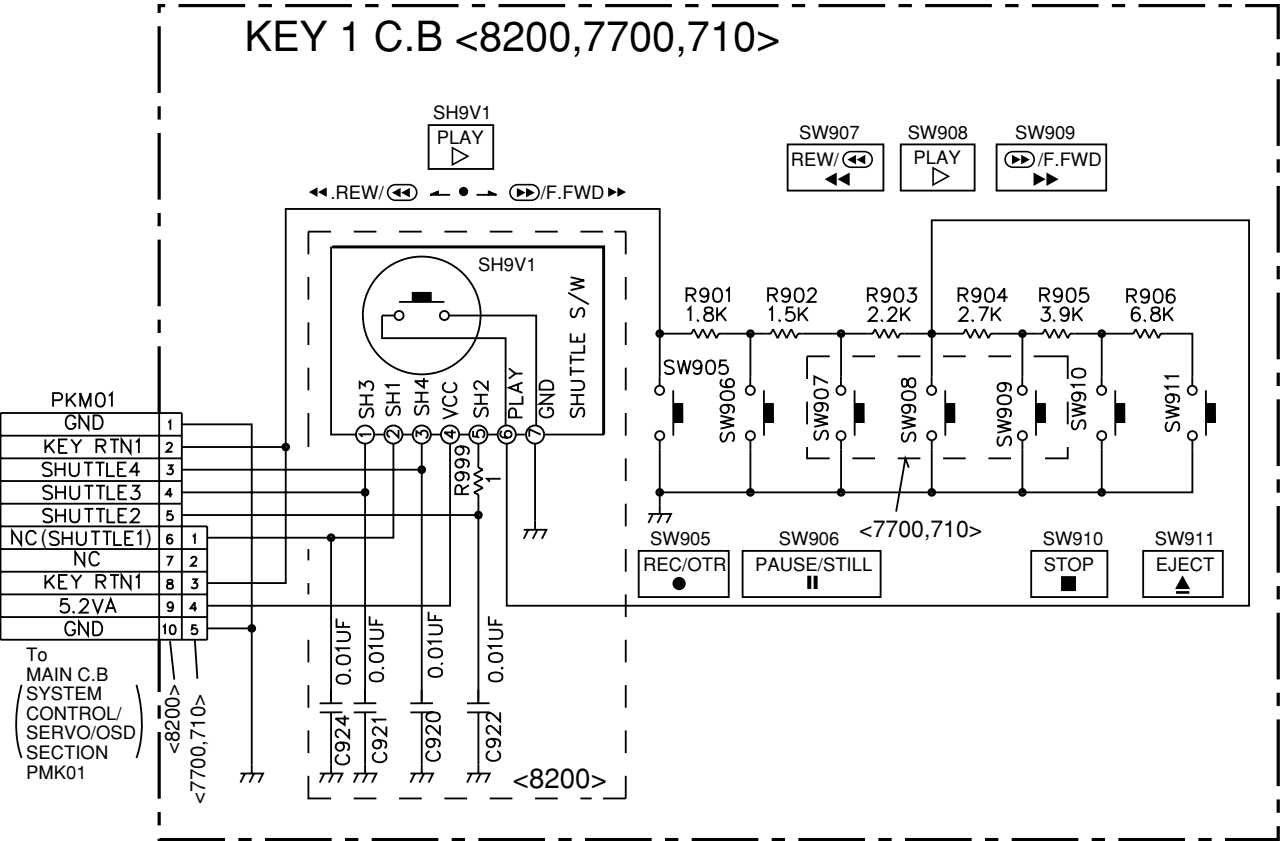 KEY 1 C.B <8200,7700,710>
SH9V1
PLAY
◄◄.REW/ /F.FWD ►►
SW907
REW/
SW908
PLAY
SW909
/F.FWD
SH9V1
SHUTTLE S/W
SH3
SH1
SH4
VCC
SH2
PLAY
GND
1 2 3 4 5 6 7
R999
1
R901
1.8K
R902
1.5K
R903
2.2K
R904
2.7K
R905
3.9K
R906
6.8K
SW905
SW906
SW907
SW908
SW909
SW910
SW911
<7700,710>
PKM01
GND 1
KEY RTN1 2
SHUTTLE4 3
SHUTTLE3 4
SHUTTLE2 5
NC(SHUTTLE1) 6 1
NC 7 2
KEY RTN1 8 3
5.2VA 9 4
GND 10 5
SW905
REC/OTR
SW906
PAUSE/STILL
SW910
STOP
SW911
EJECT
To
MAIN C.B
SYSTEM
CONTROL/
SERVO/OSD
SECTION
PMK01
<8200>
<7700,710>
0.01UF
0.01UF
0.01UF
0.01UF
C924
C921
C920
C922
<8200>